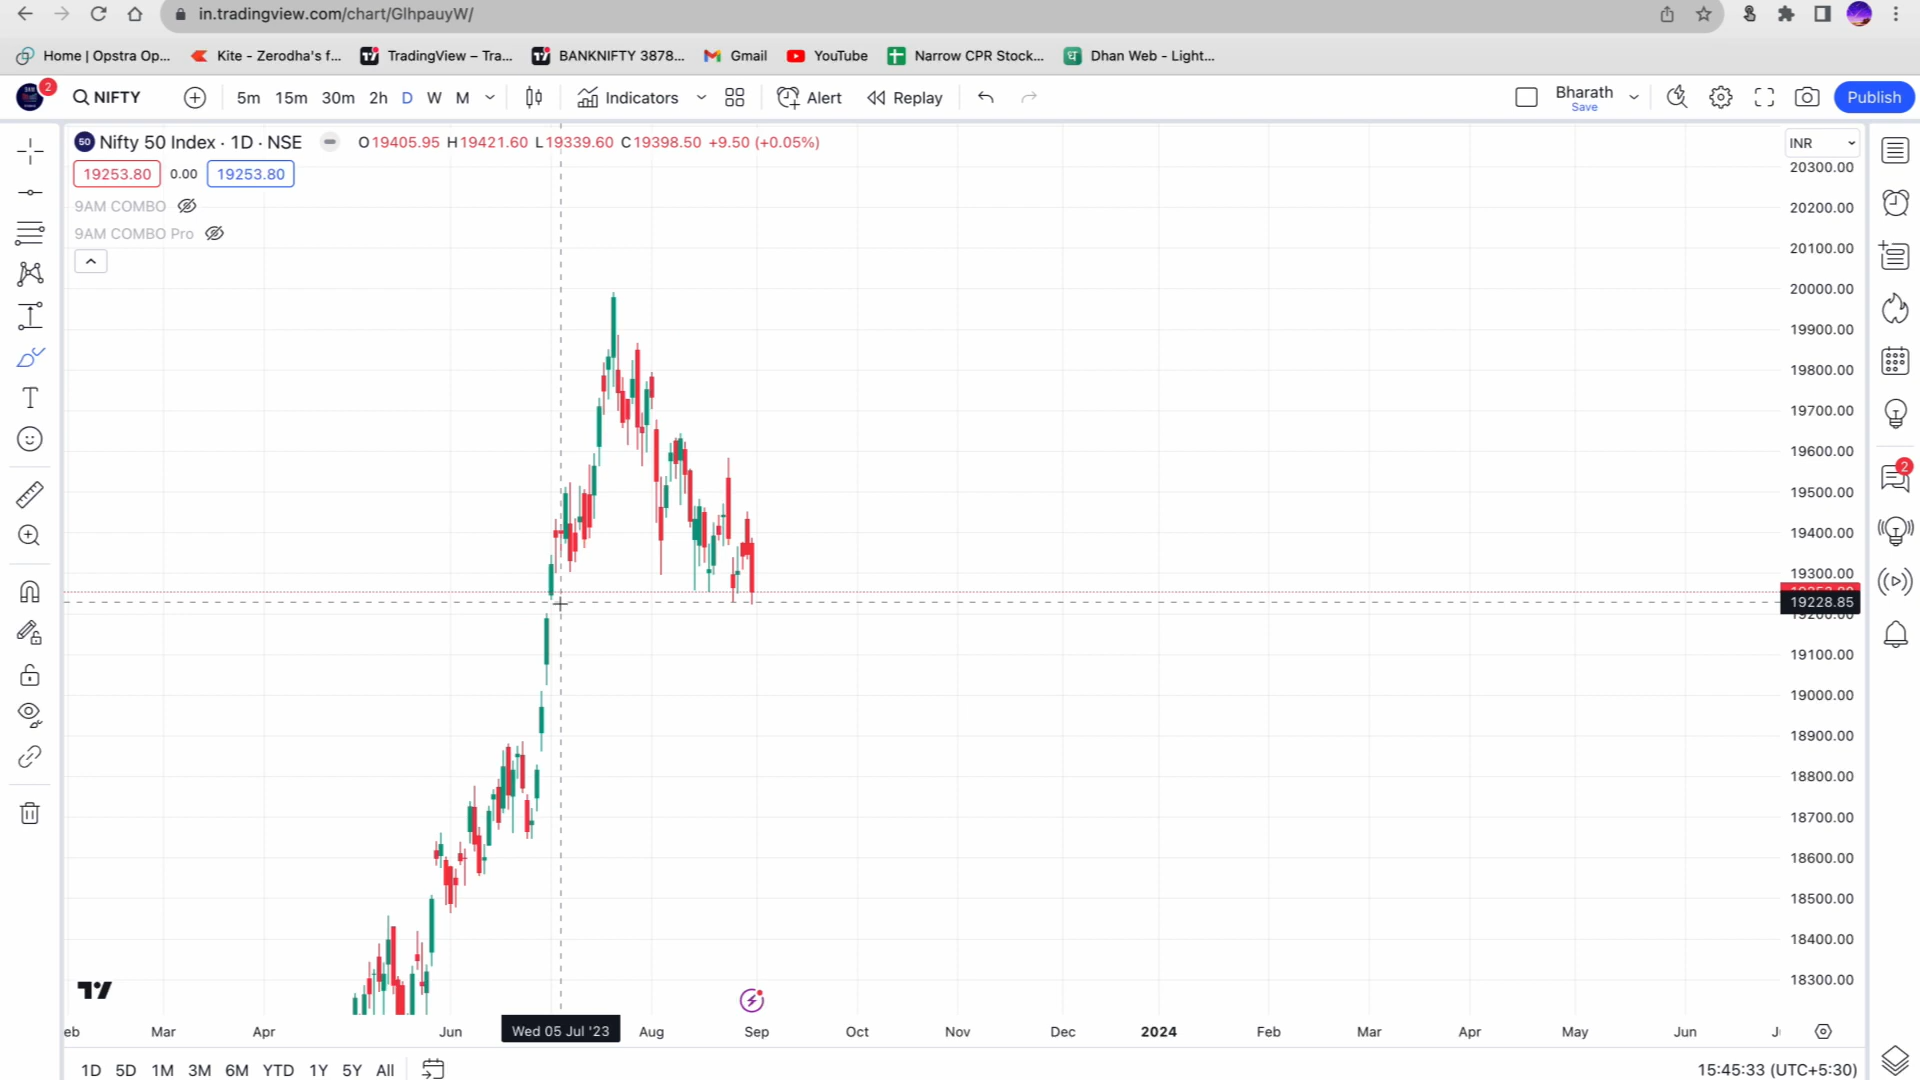 in.tradingview.com/chart/GlhpauyW/
Home | Opstra Op... Kite - Zerodha's f... TradingView – Tra... BANKNIFTY 3878... Gmail YouTube Narrow CPR Stock... Dhan Web - Light...
2 NIFTY 5m 15m 30m 2h D W M Indicators Alert Replay Bharath Save Publish
50 Nifty 50 Index · 1D · NSE O19405.95 H19421.60 L19339.60 C19398.50 +9.50 (+0.05%) INR
19253.80 0.00 19253.80
9AM COMBO
9AM COMBO Pro
20300.00
20200.00
20100.00
20000.00
19900.00
19800.00
19700.00
19600.00
19500.00
2
19400.00
19300.00
19228.85
19200.00
19100.00
19000.00
18900.00
18800.00
18700.00
18600.00
18500.00
18400.00
18300.00
eb Mar Apr Jun Wed 05 Jul '23 Aug Sep Oct Nov Dec 2024 Feb Mar Apr May Jun
1D 5D 1M 3M 6M YTD 1Y 5Y All 15:45:33 (UTC+5:30)